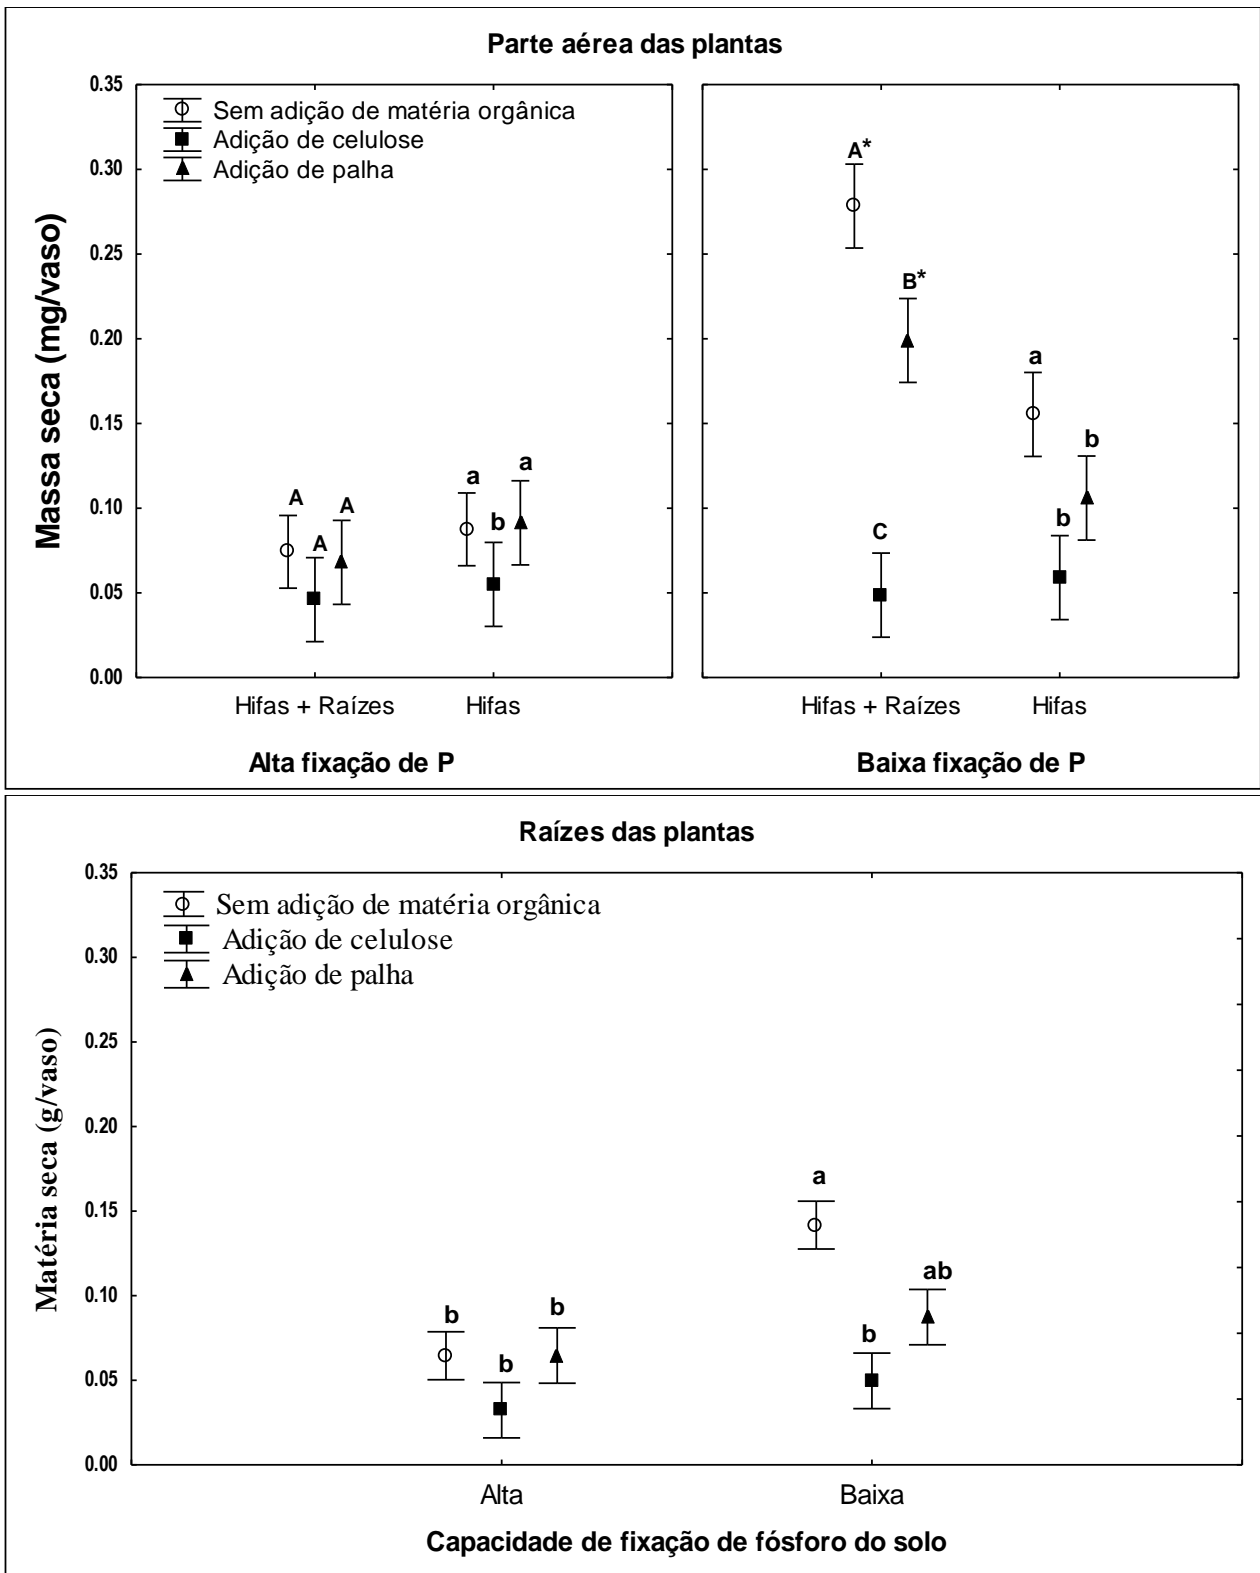 Parte aérea das plantas
Massa seca (mg/vaso)
0.35
0.30
0.25
0.20
0.15
0.10
0.05
0.00
Sem adição de matéria orgânica
Adição de celulose
Adição de palha
A
A
A
a
b
a
Hifas + Raízes
Hifas
Alta fixação de P
A*
B*
C
a
b
b
Hifas + Raízes
Hifas
Baixa fixação de P
Raízes das plantas
Matéria seca (g/vaso)
0.35
0.30
0.25
0.20
0.15
0.10
0.05
0.00
Sem adição de matéria orgânica
Adição de celulose
Adição de palha
b
b
b
a
b
ab
Alta
Baixa
Capacidade de fixação de fósforo do solo